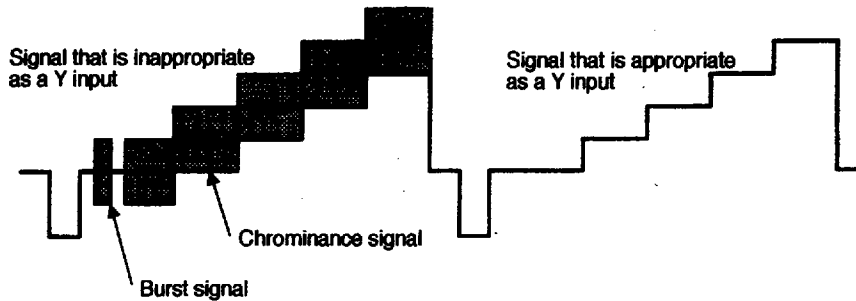 Signal that is inappropriate
as a Y input
Signal that is appropriate
as a Y input
Chrominance signal
Burst signal